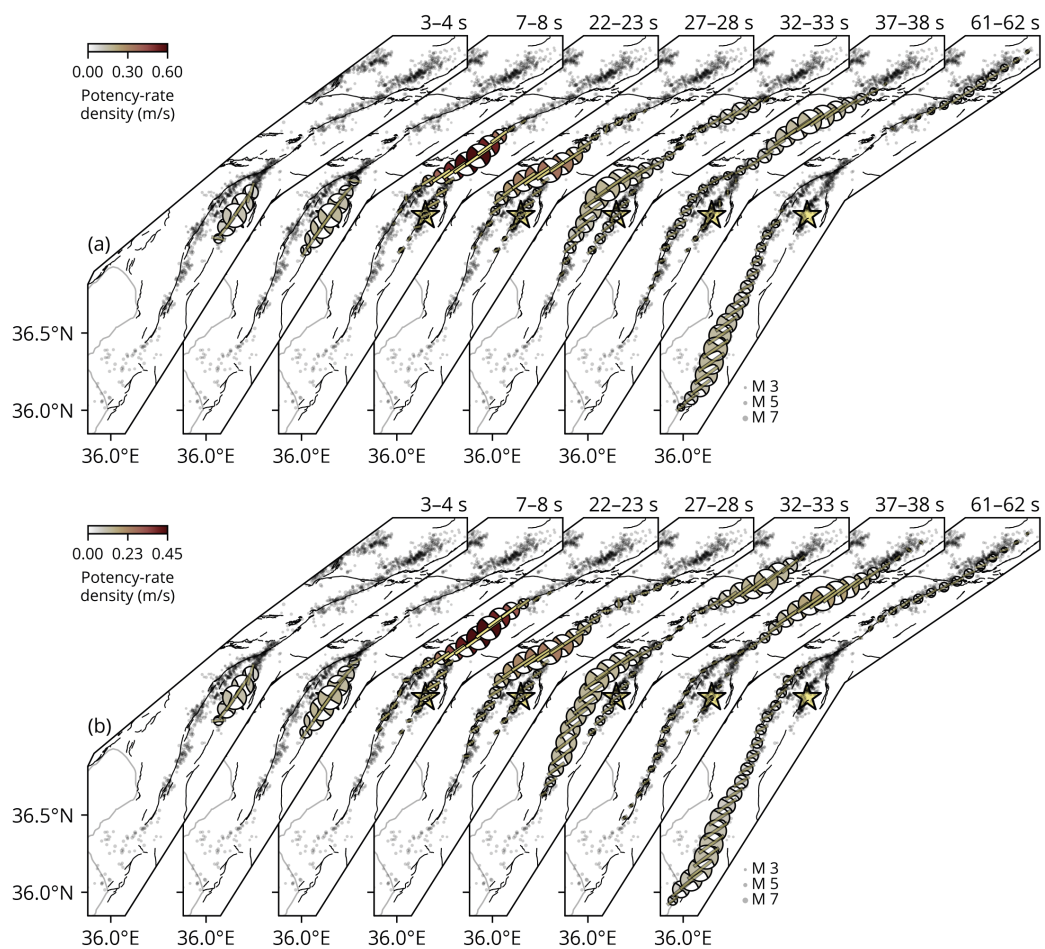 3–4 s 7–8 s 22–23 s 27–28 s 32–33 s 37–38 s 61–62 s
0.00 0.30 0.60
Potency-rate
density (m/s)
(a)
36.5°N
M 3
M 5
36.0°N
M 7
36.0°E 36.0°E 36.0°E 36.0°E 36.0°E 36.0°E 36.0°E
3–4 s 7–8 s 22–23 s 27–28 s 32–33 s 37–38 s 61–62 s
0.00 0.23 0.45
Potency-rate
density (m/s)
(b)
36.5°N
M 3
M 5
36.0°N
M 7
36.0°E 36.0°E 36.0°E 36.0°E 36.0°E 36.0°E 36.0°E